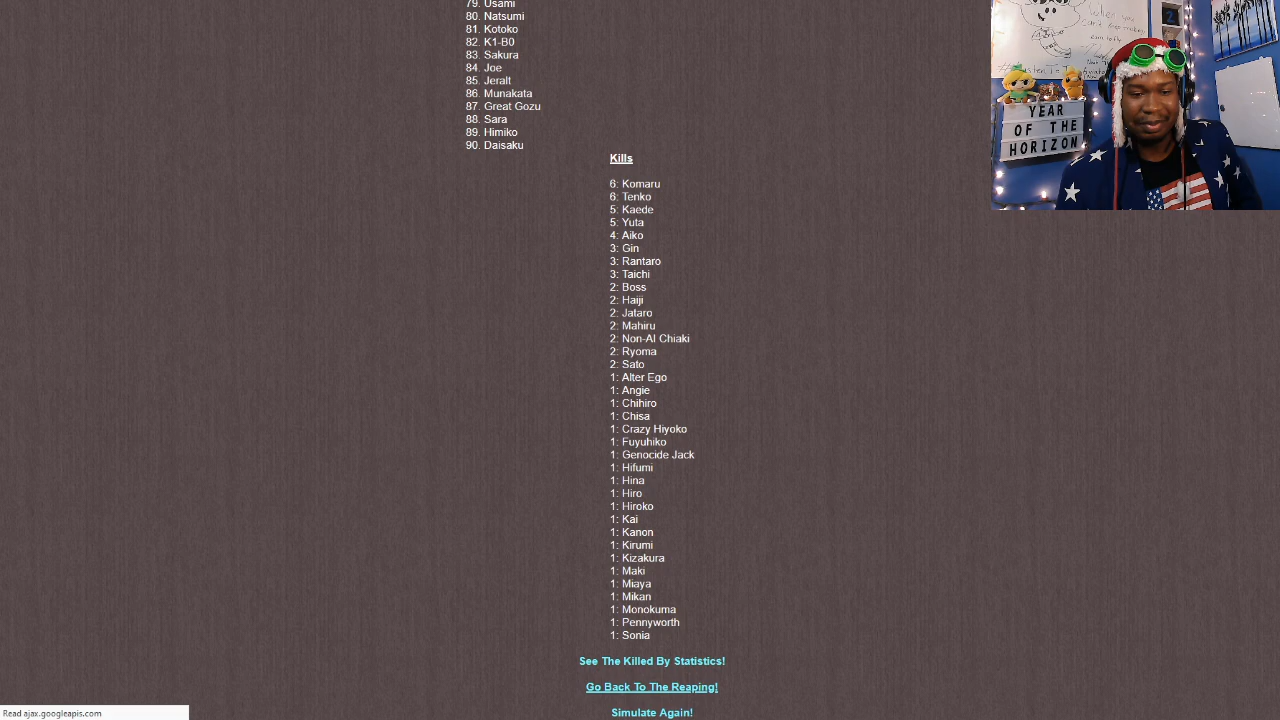 79. Usami
80. Natsumi
81. Kotoko
82. K1-B0
83. Sakura
84. Joe
85. Jeralt
86. Munakata
87. Great Gozu
88. Sara
89. Himiko
90. Daisaku
Kills
6: Komaru
6: Tenko
5: Kaede
5: Yuta
4: Aiko
3: Gin
3: Rantaro
3: Taichi
2: Boss
2: Haiji
2: Jataro
2: Mahiru
2: Non-AI Chiaki
2: Ryoma
2: Sato
1: Alter Ego
1: Angie
1: Chihiro
1: Chisa
1: Crazy Hiyoko
1: Fuyuhiko
1: Genocide Jack
1: Hifumi
1: Hina
1: Hiro
1: Hiroko
1: Kai
1: Kanon
1: Kirumi
1: Kizakura
1: Maki
1: Miaya
1: Mikan
1: Monokuma
1: Pennyworth
1: Sonia
See The Killed By Statistics!
Go Back To The Reaping!
Simulate Again!
Read ajax.googleapis.com
when you
can't
2
YEAR
OF THE
HORIZON